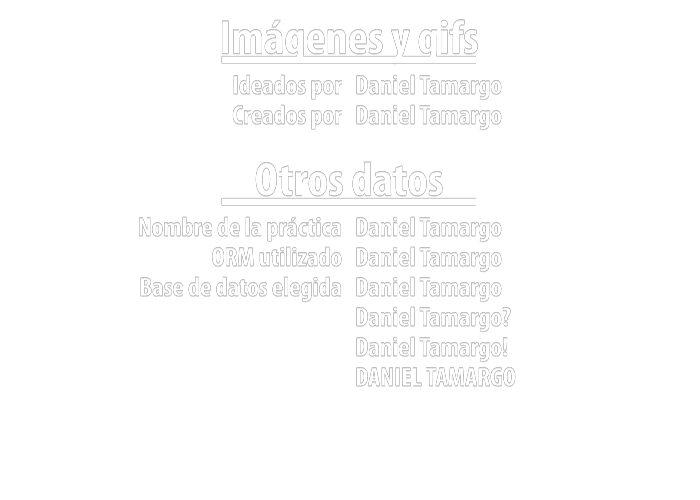 Imágenes y gifs
Ideados por Daniel Tamargo
Creados por Daniel Tamargo
Otros datos
Nombre de la práctica Daniel Tamargo
ORM utilizado Daniel Tamargo
Base de datos elegida Daniel Tamargo
Daniel Tamargo?
Daniel Tamargo!
DANIEL TAMARGO